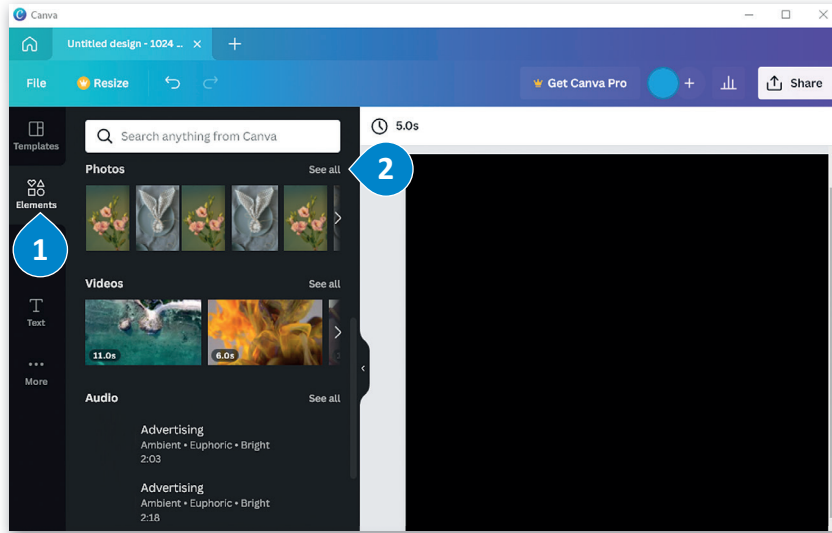 Canva
Untitled design - 1024 ...
File
Resize
Get Canva Pro
Share
Templates
Search anything from Canva
5.0s
Photos
See all
2
Elements
1
Videos
See all
Text
11.0s
6.0s
More
Audio
See all
Advertising
Ambient • Euphoric • Bright
2:03
Advertising
Ambient • Euphoric • Bright
2:18